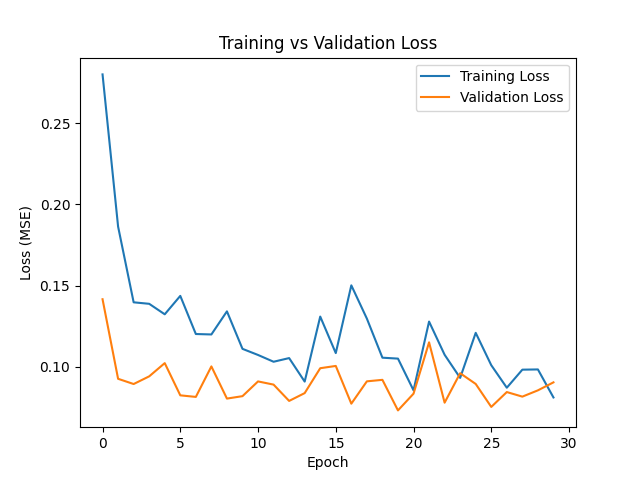 Training vs Validation Loss
Training Loss
Validation Loss
0.25
0.20
0.15
0.10
Loss (MSE)
0
5
10
15
20
25
30
Epoch